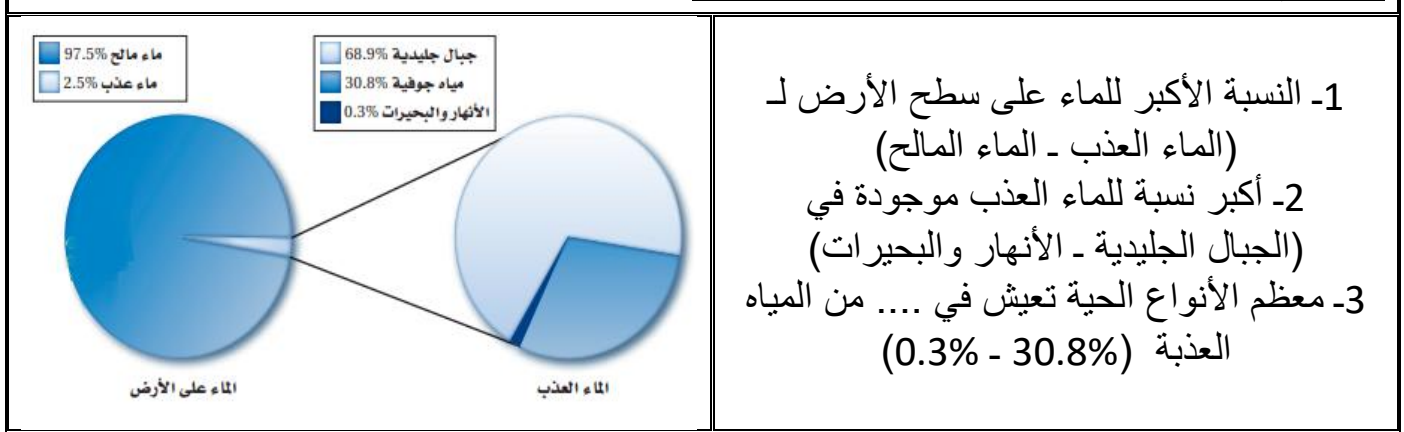 1- النسبة الأكبر للماء على سطح الأرض لـ
(الماء العذب - الماء المالح)
2- أكبر نسبة للماء العذب موجودة في
(الجبال الجليدية - الأنهار والبحيرات)
3- معظم الأنواع الحية تعيش في .... من المياه
العذبة (30.8% - 0.3%)
جبال جليدية 68.9%
مياه جوفية 30.8%
الأنهار والبحيرات 0.3%
ماء مالح 97.5%
ماء عذب 2.5%
الماء العذب
الماء على الأرض